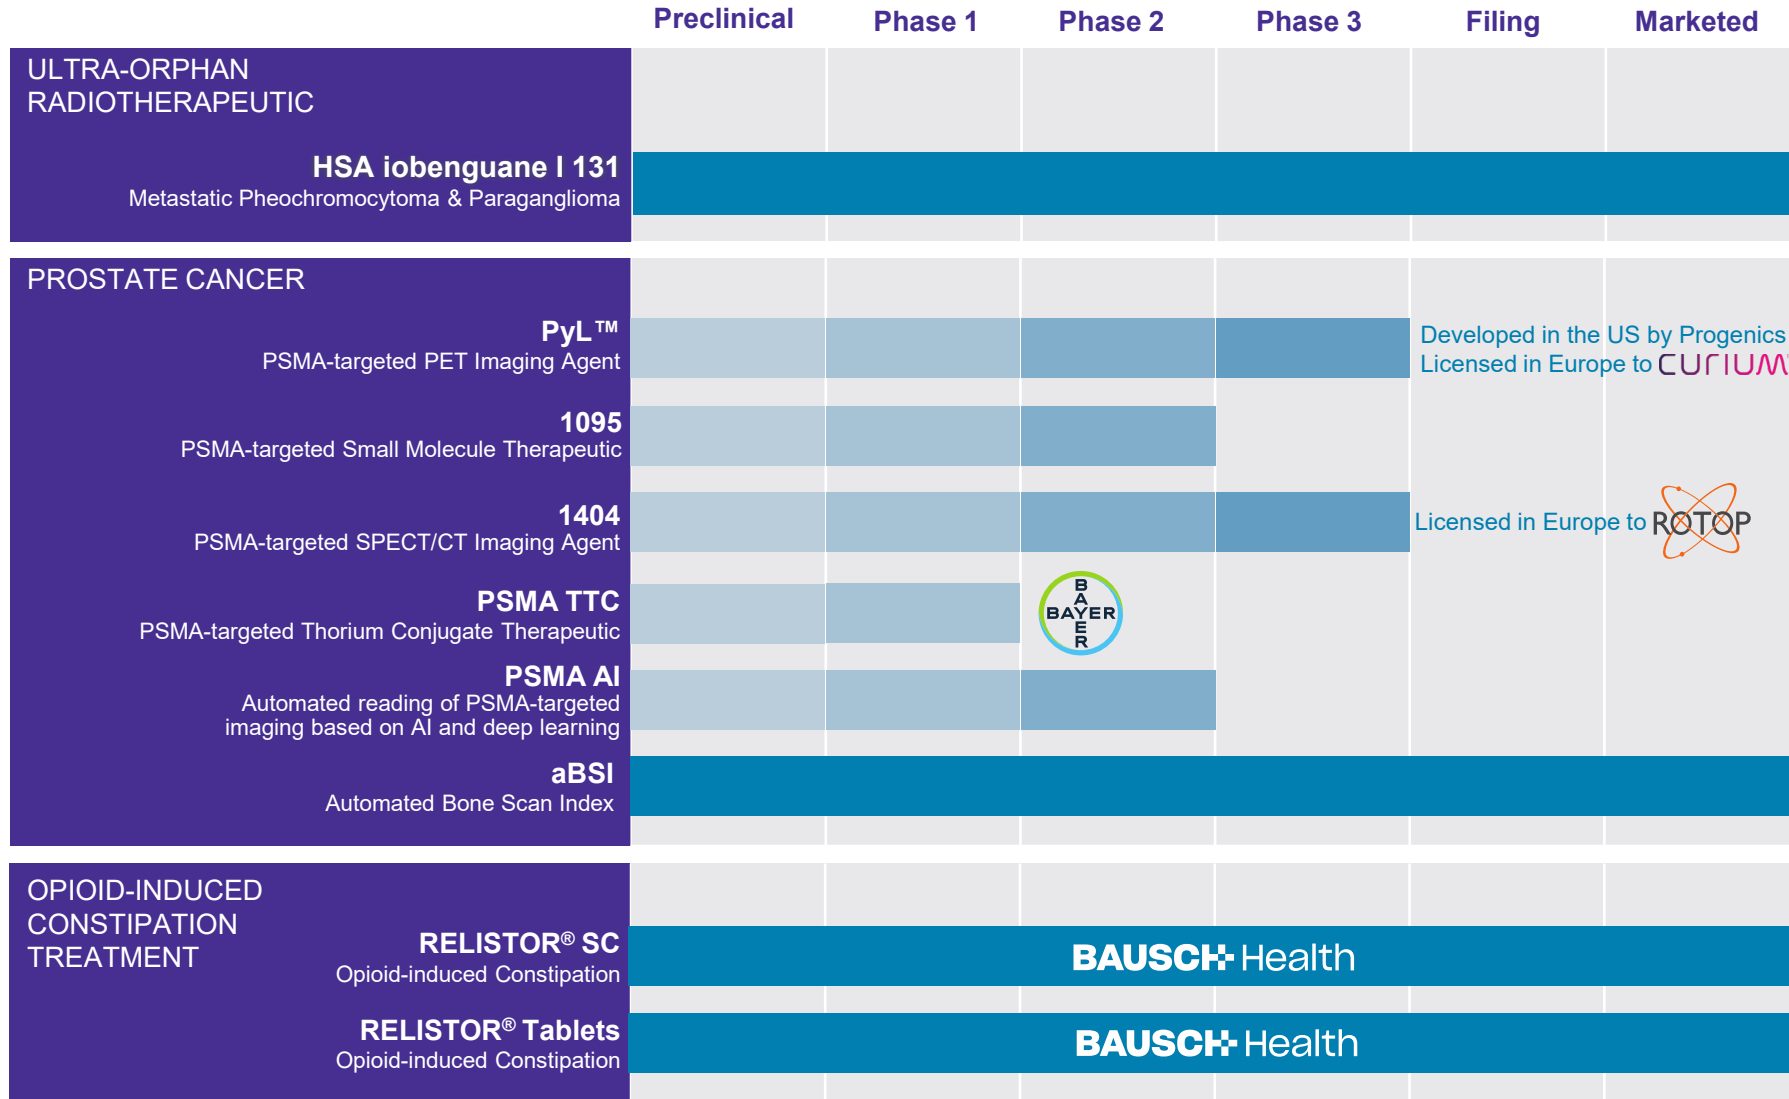 Preclinical Phase 1 Phase 2 Phase 3 Filing Marketed
ULTRA-ORPHAN
RADIOTHERAPEUTIC
HSA iobenguane I 131
Metastatic Pheochromocytoma & Paraganglioma
PROSTATE CANCER
PyL™
PSMA-targeted PET Imaging Agent
Developed in the US by Progenics
Licensed in Europe to CURIUM
1095
PSMA-targeted Small Molecule Therapeutic
1404
PSMA-targeted SPECT/CT Imaging Agent
Licensed in Europe to ROTOP
PSMA TTC
PSMA-targeted Thorium Conjugate Therapeutic
BAYER
BAYER
PSMA AI
Automated reading of PSMA-targeted
imaging based on AI and deep learning
aBSI
Automated Bone Scan Index
OPIOID-INDUCED
CONSTIPATION
TREATMENT
RELISTOR® SC
Opioid-induced Constipation
BAUSCH Health
RELISTOR® Tablets
Opioid-induced Constipation
BAUSCH Health